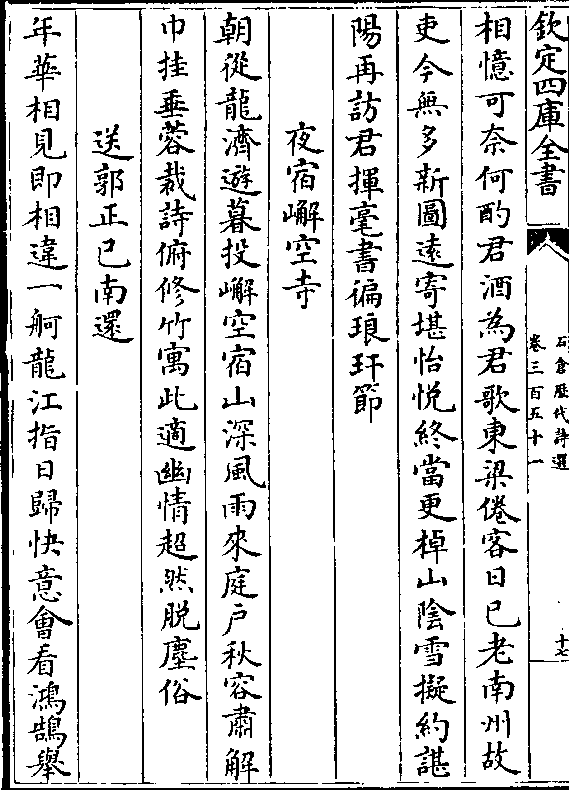 欽定四庫全書
石倉歷代詩選
卷三百五十一
十七
相憶可奈何酌君酒為君歌東梁倦客日已老南州故
吏今無多新圖遠寄堪怡悅終當更棹山陰雪擬約諶
陽再訪君揮毫書徧琅玕節
夜宿嶰空寺
朝從龍濟遊暮投嶰空宿山深風雨來庭戶秋容肅解
巾挂垂蓉裁詩俯修竹寓此適幽情超然脫塵俗
送郭正已南還
年華相見即相違一舸龍江指日歸快意會看鴻鵠舉